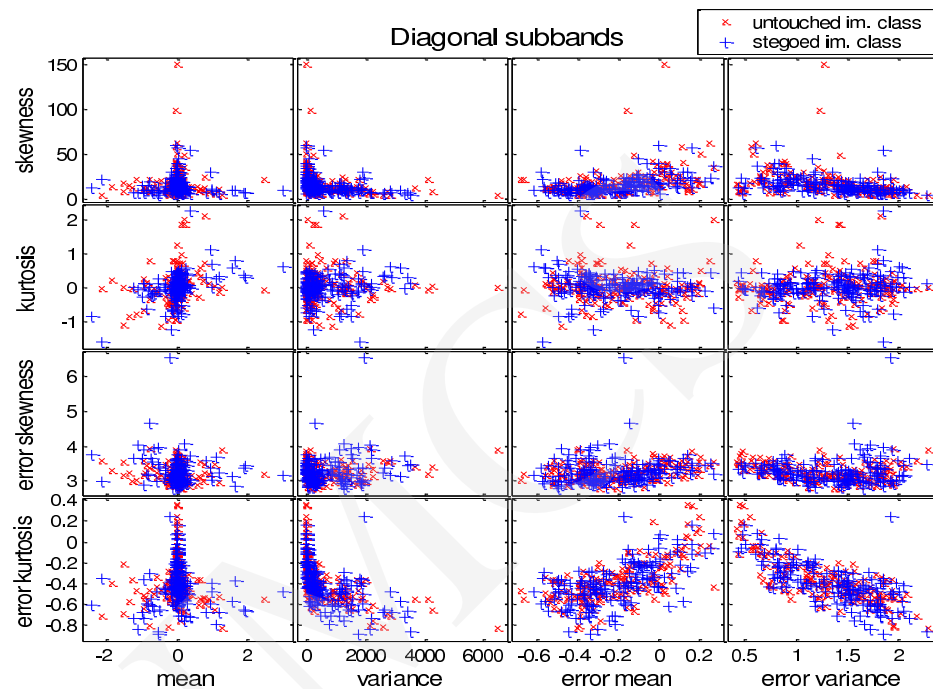 × untouched im. class
+ stegoed im. class
Diagonal subbands
skewness
150
100
50
0
kurtosis
2
1
0
-1
error skewness
6
5
4
3
error kurtosis
0.4
0.2
0
-0.2
-0.4
-0.6
-0.8
-2 0 2
0 2000 4000 6000
-0.6 -0.4 -0.2 0 0.2
0.5 1 1.5 2
mean variance error mean error variance
IMCS